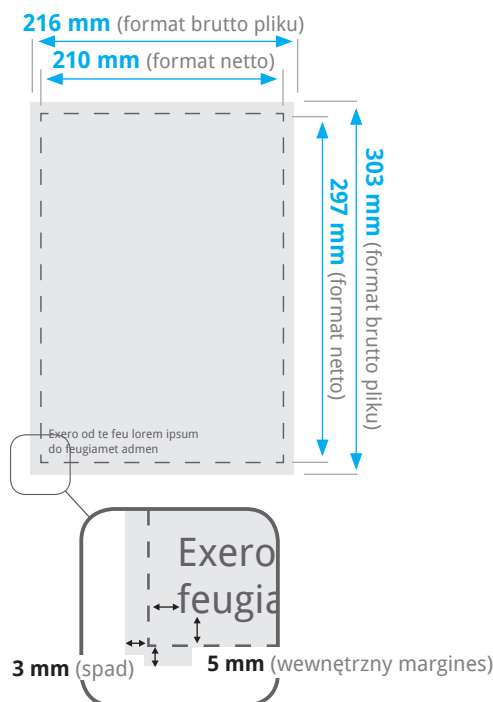 216 mm (format brutto pliku)
210 mm (format netto)
303 mm (format brutto pliku)
297 mm (format netto)
Exero od te feu lorem ipsum
do feugiamet admen
Exero
feugia
3 mm (spad)
5 mm (wewnętrzny margines)